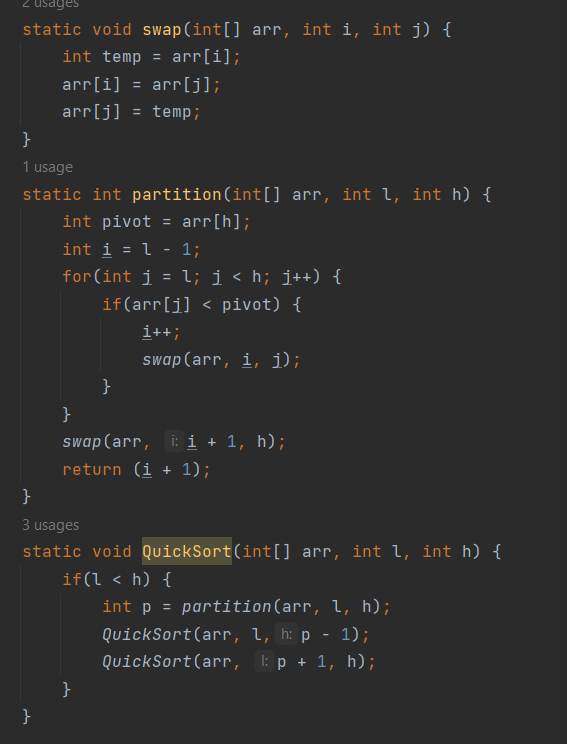 2 usages
static void swap(int[] arr, int i, int j) {
    int temp = arr[i];
    arr[i] = arr[j];
    arr[j] = temp;
}
1 usage
static int partition(int[] arr, int l, int h) {
    int pivot = arr[h];
    int i = l - 1;
    for(int j = l; j < h; j++) {
        if(arr[j] < pivot) {
            i++;
            swap(arr, i, j);
        }
    }
    swap(arr, i: i + 1, h);
    return (i + 1);
}
3 usages
static void QuickSort(int[] arr, int l, int h) {
    if(l < h) {
        int p = partition(arr, l, h);
        QuickSort(arr, l, h: p - 1);
        QuickSort(arr, l: p + 1, h);
    }
}